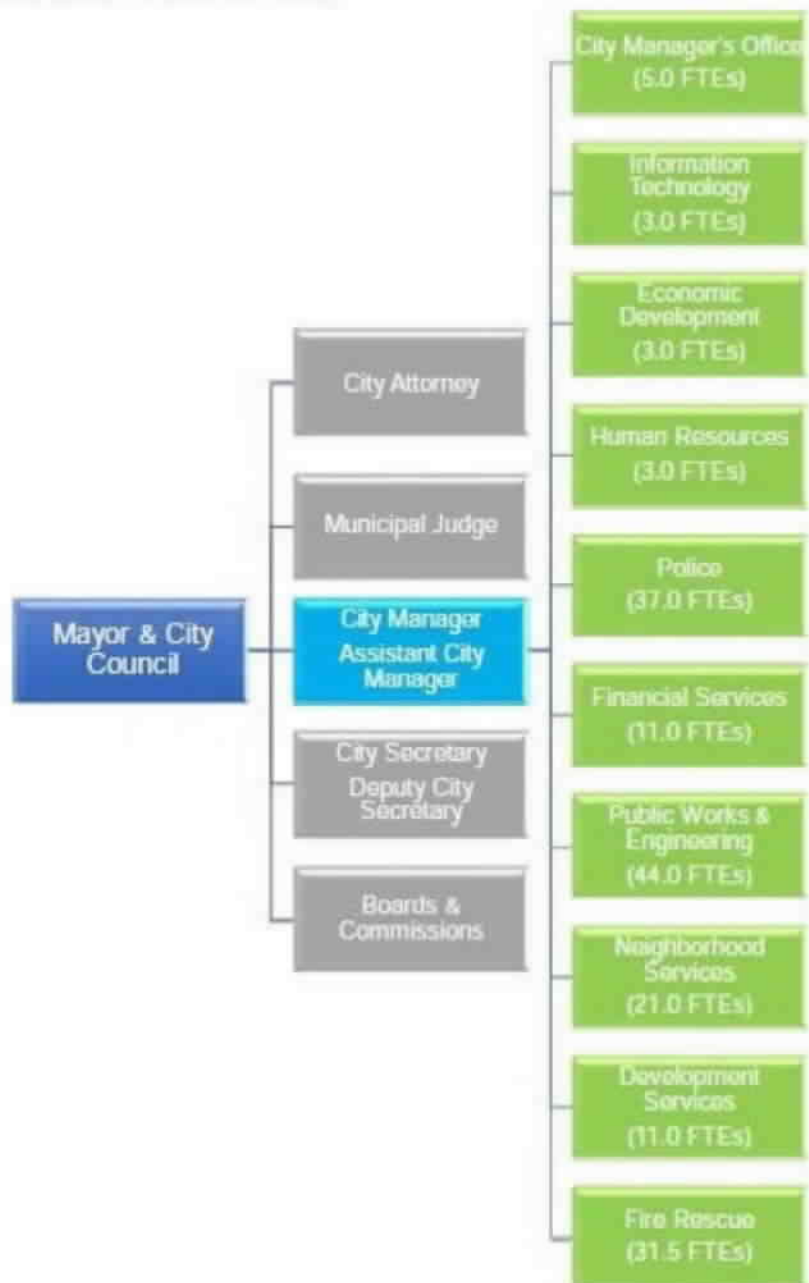 Mayor & City
Council
City Attorney
Municipal Judge
City Manager
Assistant City
Manager
City Secretary
Deputy City
Secretary
Boards &
Commissions
City Manager's Office
(5.0 FTEs)
Information
Technology
(3.0 FTEs)
Economic
Development
(3.0 FTEs)
Human Resources
(3.0 FTEs)
Police
(37.0 FTEs)
Financial Services
(11.0 FTEs)
Public Works &
Engineering
(44.0 FTEs)
Neighborhood
Services
(21.0 FTEs)
Development
Services
(11.0 FTEs)
Fire Rescue
(31.5 FTEs)